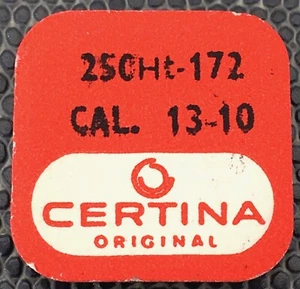 250Ht-172
CAL. 13-10
CERTINA
ORIGINAL